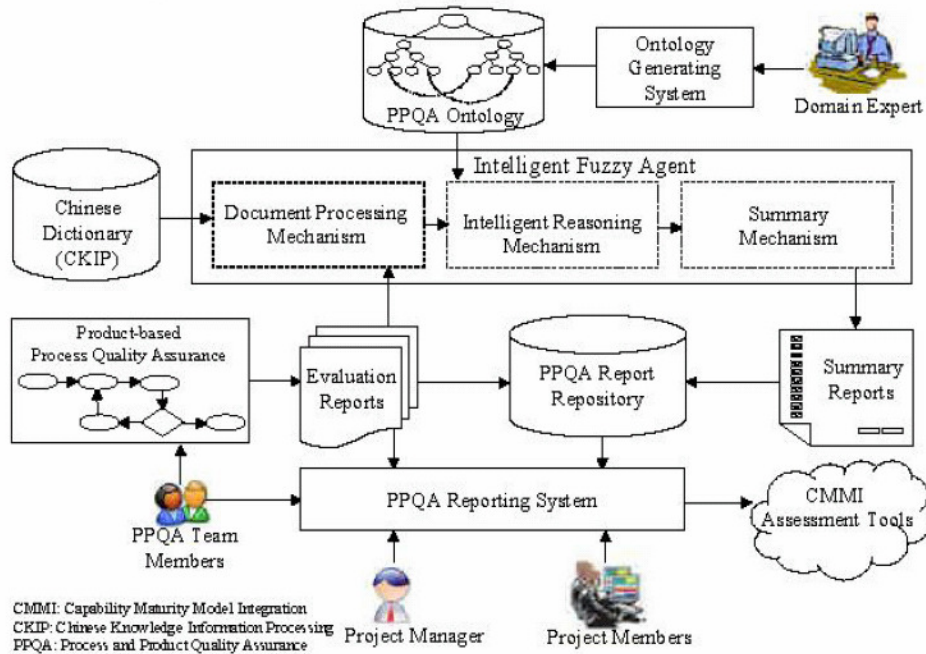 Ontology
Generating
System
PPQA Ontology
Domain Expert
Intelligent Fuzzy Agent
Chinese
Dictionary
(CKIP)
Document Processing
Mechanism
Intelligent Reasoning
Mechanism
Summary
Mechanism
Product-based
Process Quality Assurance
Evaluation
Reports
PPQA Report
Repository
Summary
Reports
PPQA Reporting System
CMMI
Assessment Tools
PPQA Team
Members
Project Manager
Project Members
CMMI: Capability Maturity Model Integration
CKIP: Chinese Knowledge Information Processing
PPQA: Process and Product Quality Assurance